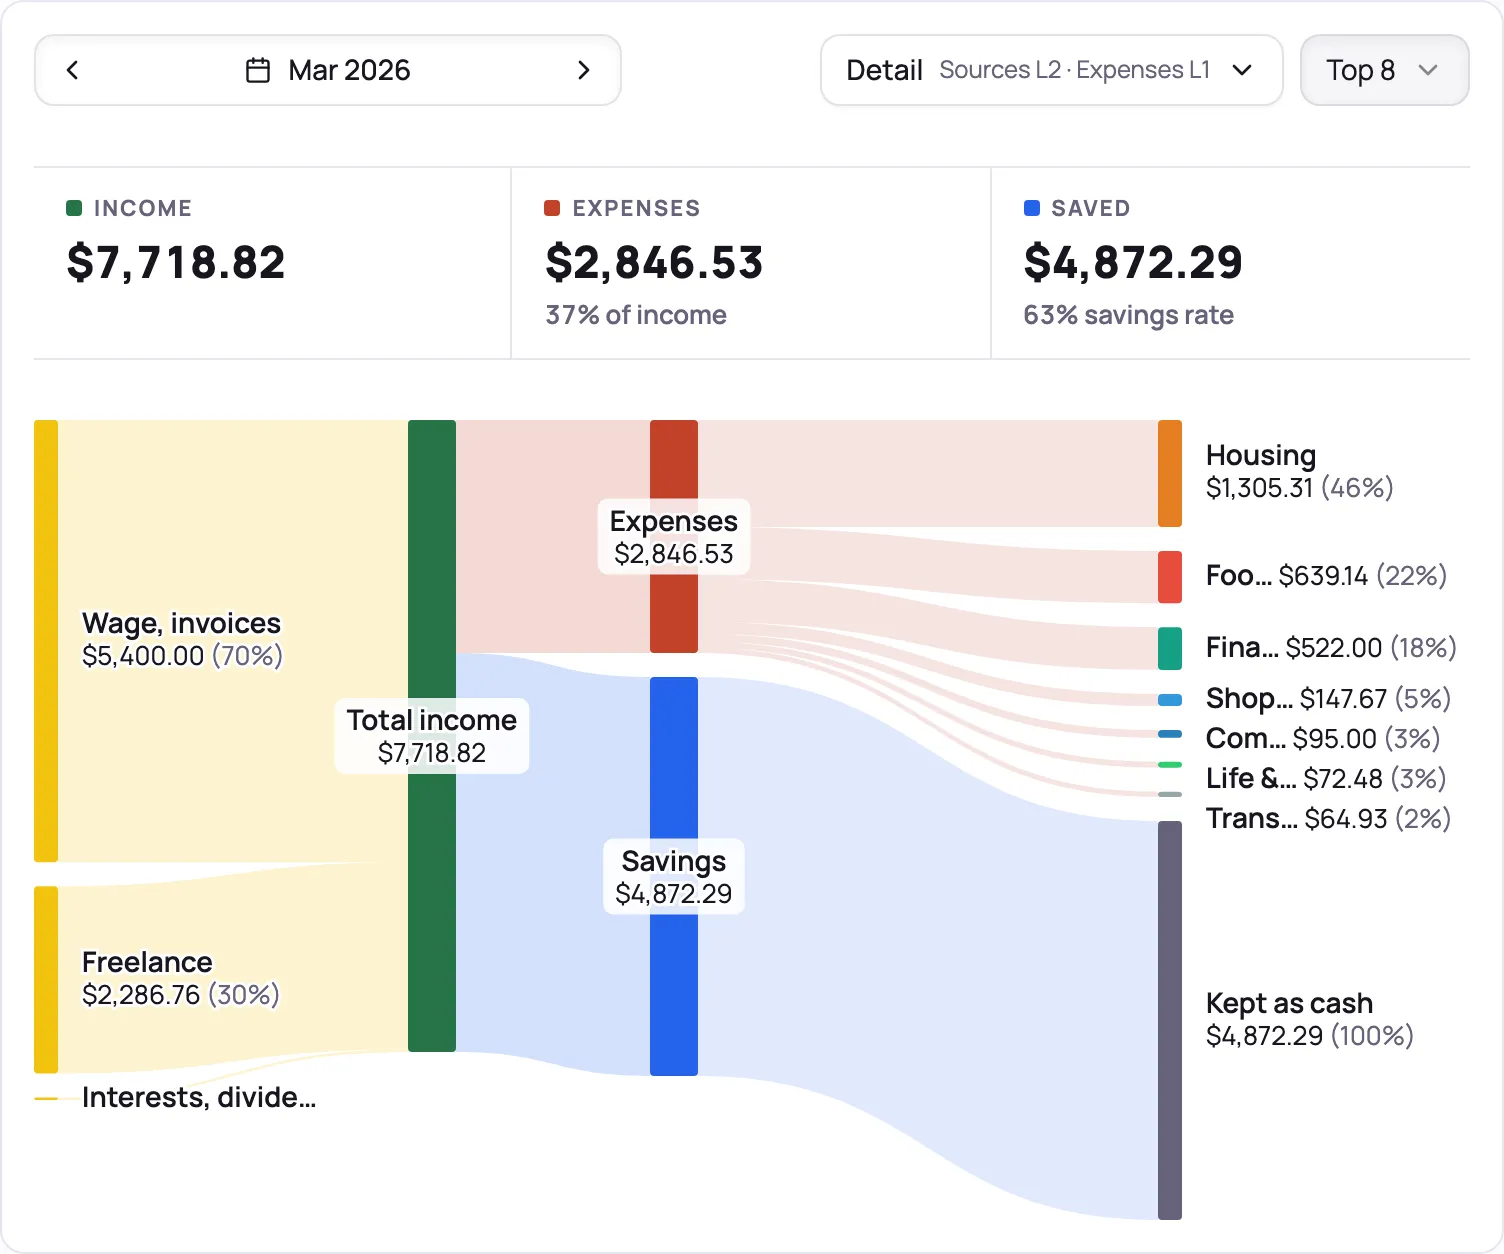 Mar 2026
Detail Sources L2 · Expenses L1
Top 8
INCOME
$7,718.82
EXPENSES
$2,846.53
37% of income
SAVED
$4,872.29
63% savings rate
Wage, invoices
$5,400.00 (70%)
Freelance
$2,286.76 (30%)
Interests, divide...
Total income
$7,718.82
Expenses
$2,846.53
Savings
$4,872.29
Housing
$1,305.31 (46%)
Foo... $639.14 (22%)
Fina... $522.00 (18%)
Shop... $147.67 (5%)
Com... $95.00 (3%)
Life &... $72.48 (3%)
Trans... $64.93 (2%)
Kept as cash
$4,872.29 (100%)